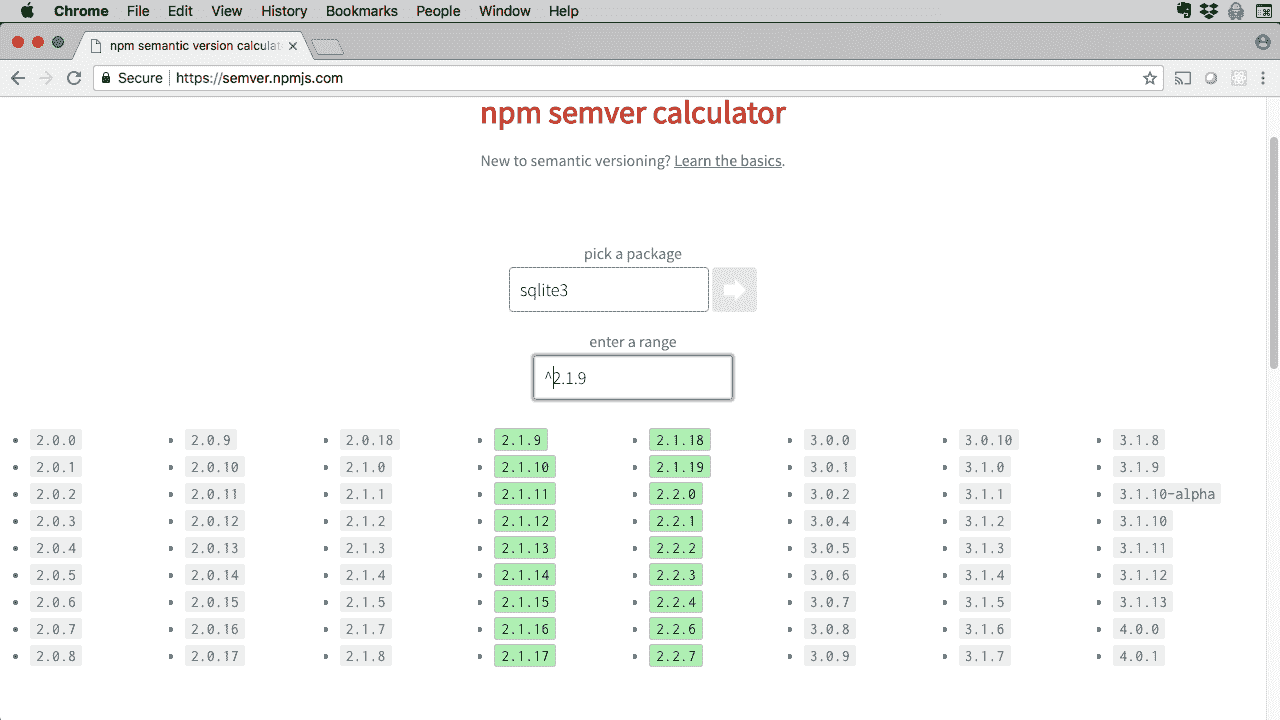 Chrome File Edit View History Bookmarks People Window Help
npm semantic version calculat
Secure https://semver.npmjs.com
npm semver calculator
New to semantic versioning? Learn the basics.
pick a package
sqlite3
enter a range
^2.1.9
2.0.0 2.0.9 2.0.18 2.1.9 2.1.18 3.0.0 3.0.10 3.1.8
2.0.1 2.0.10 2.1.0 2.1.10 2.1.19 3.0.1 3.1.0 3.1.9
2.0.2 2.0.11 2.1.1 2.1.11 2.2.0 3.0.2 3.1.1 3.1.10-alpha
2.0.3 2.0.12 2.1.2 2.1.12 2.2.1 3.0.4 3.1.2 3.1.10
2.0.4 2.0.13 2.1.3 2.1.13 2.2.2 3.0.5 3.1.3 3.1.11
2.0.5 2.0.14 2.1.4 2.1.14 2.2.3 3.0.6 3.1.4 3.1.12
2.0.6 2.0.15 2.1.5 2.1.15 2.2.4 3.0.7 3.1.5 3.1.13
2.0.7 2.0.16 2.1.7 2.1.16 2.2.6 3.0.8 3.1.6 4.0.0
2.0.8 2.0.17 2.1.8 2.1.17 2.2.7 3.0.9 3.1.7 4.0.1